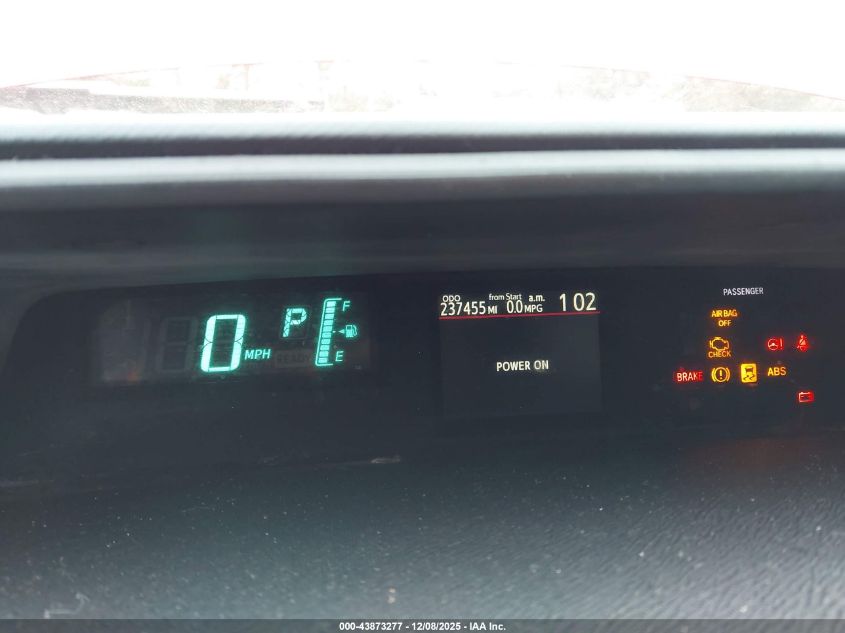 0 MPH
P
F
E
READY
ODO from Start a.m. 1 02
237455 MI 0.0 MPG
POWER ON
PASSENGER
AIR BAG
OFF
CHECK
BRAKE ABS
000-43873277 - 12/08/2025 - IAA Inc.